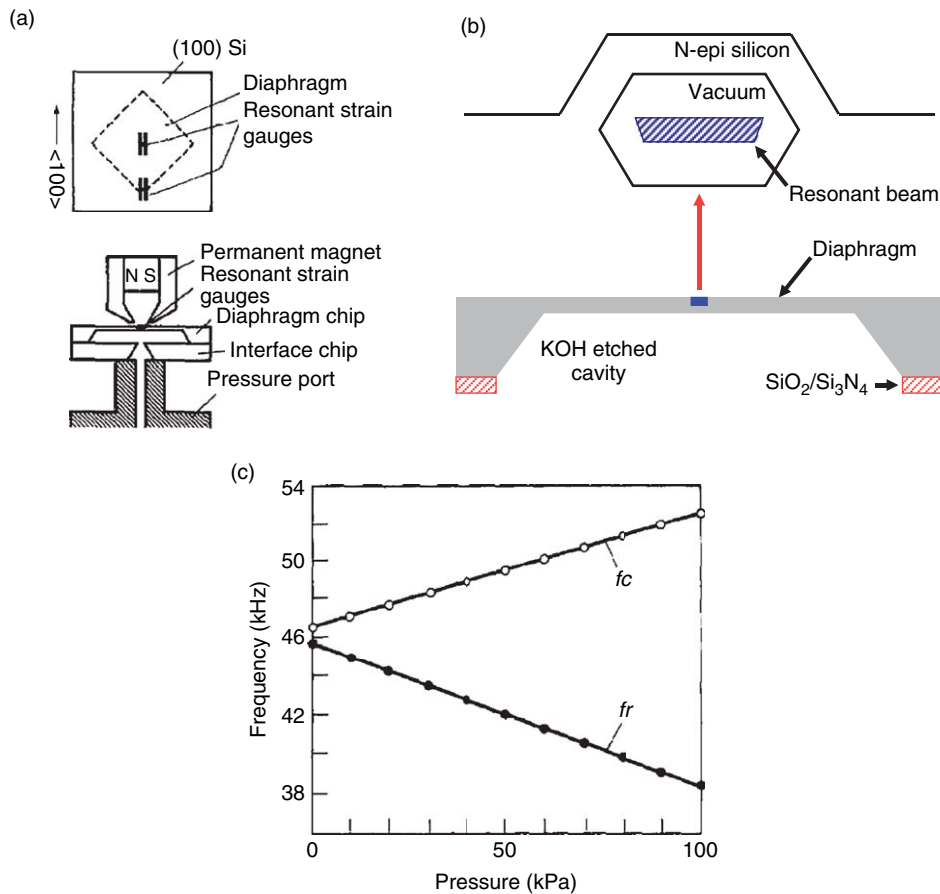 (a)
(100) Si
Diaphragm
Resonant strain
gauges
<100>
Permanent magnet
N S
Resonant strain
gauges
Diaphragm chip
Interface chip
Pressure port
(b)
N-epi silicon
Vacuum
Resonant beam
Diaphragm
KOH etched
cavity
SiO₂/Si₃N₄
(c)
54
50
46
42
38
Frequency (kHz)
fc
fr
0
50
100
Pressure (kPa)